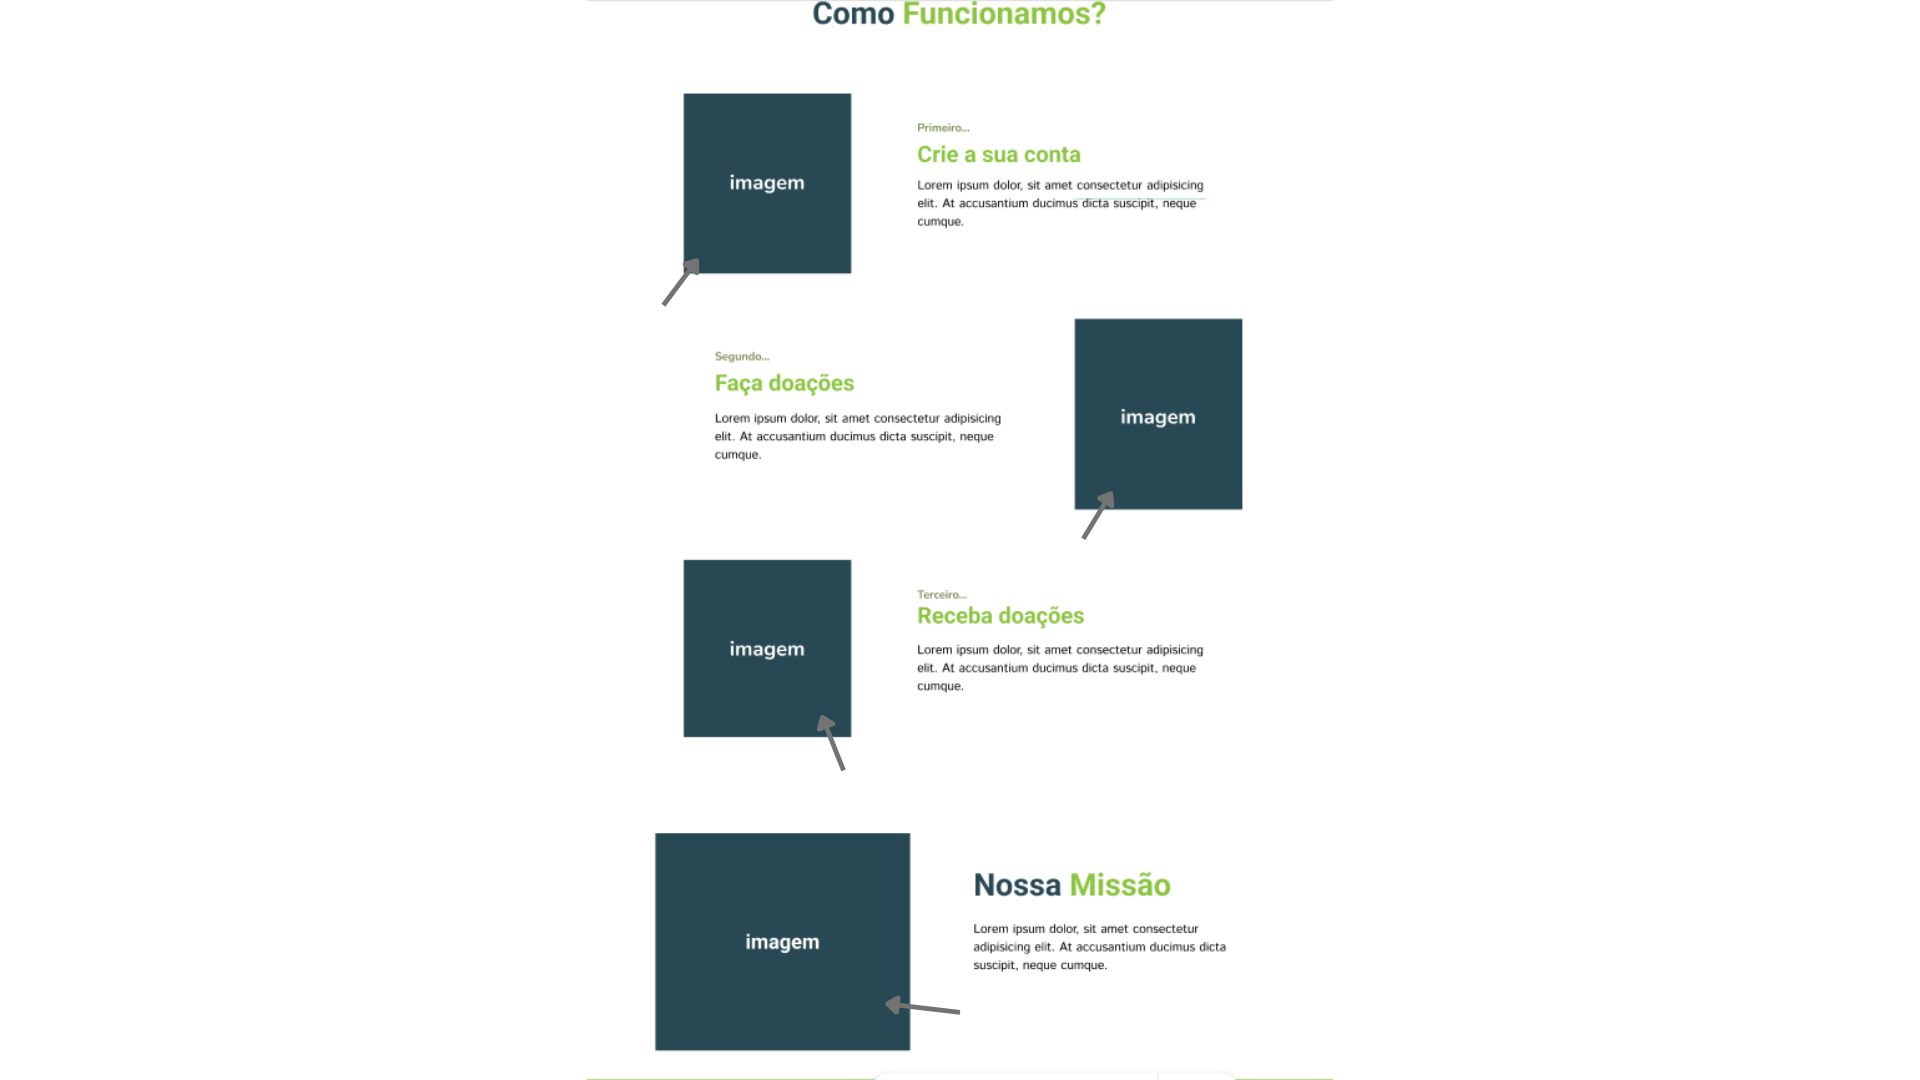 Como Funcionamos?
imagem
Primeiro...
Crie a sua conta
Lorem ipsum dolor, sit amet consectetur adipisicing
elit. At accusantium ducimus dicta suscipit, neque
cumque.
Segundo...
Faça doações
Lorem ipsum dolor, sit amet consectetur adipisicing
elit. At accusantium ducimus dicta suscipit, neque
cumque.
imagem
imagem
Terceiro...
Receba doações
Lorem ipsum dolor, sit amet consectetur adipisicing
elit. At accusantium ducimus dicta suscipit, neque
cumque.
imagem
Nossa Missão
Lorem ipsum dolor, sit amet consectetur
adipisicing elit. At accusantium ducimus dicta
suscipit, neque cumque.